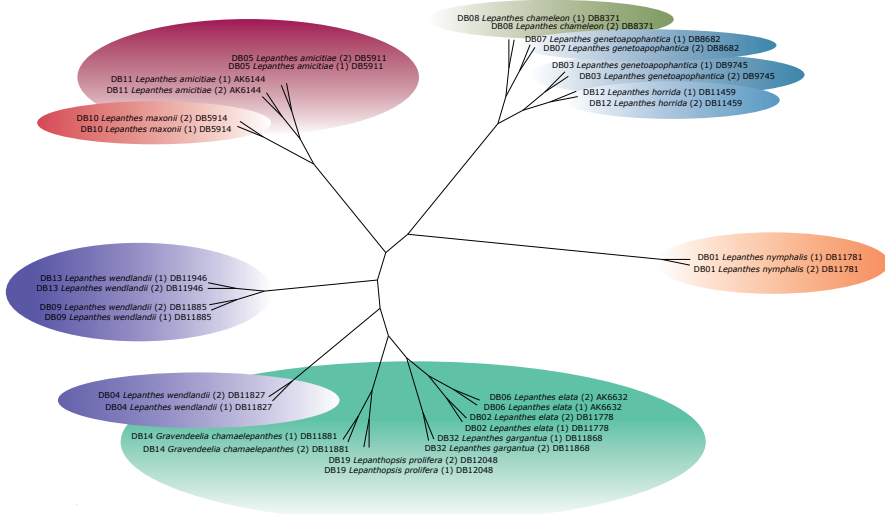 DB08 Lepanthes chameleon (1) DB8371
DB08 Lepanthes chameleon (2) DB8371
DB07 Lepanthes genetoapophantica (1) DB8682
DB07 Lepanthes genetoapophantica (2) DB8682
DB03 Lepanthes genetoapophantica (1) DB9745
DB03 Lepanthes genetoapophantica (2) DB9745
DB12 Lepanthes horrida (1) DB11459
DB12 Lepanthes horrida (2) DB11459
DB05 Lepanthes amicitiae (2) DB5911
DB05 Lepanthes amicitiae (1) DB5911
DB11 Lepanthes amicitiae (1) AK6144
DB11 Lepanthes amicitiae (2) AK6144
DB10 Lepanthes maxonii (2) DB5914
DB10 Lepanthes maxonii (1) DB5914
DB01 Lepanthes nymphalis (1) DB11781
DB01 Lepanthes nymphalis (2) DB11781
DB13 Lepanthes wendlandii (1) DB11946
DB13 Lepanthes wendlandii (2) DB11946
DB09 Lepanthes wendlandii (2) DB11885
DB09 Lepanthes wendlandii (1) DB11885
DB04 Lepanthes wendlandii (2) DB11827
DB04 Lepanthes wendlandii (1) DB11827
DB06 Lepanthes elata (2) AK6632
DB06 Lepanthes elata (1) AK6632
DB02 Lepanthes elata (2) DB11778
DB02 Lepanthes elata (1) DB11778
DB32 Lepanthes gargantua (1) DB11868
DB32 Lepanthes gargantua (2) DB11868
DB14 Gravendeelia chamaelepanthes (1) DB11881
DB14 Gravendeelia chamaelepanthes (2) DB11881
DB19 Lepanthopsis prolifera (2) DB12048
DB19 Lepanthopsis prolifera (1) DB12048